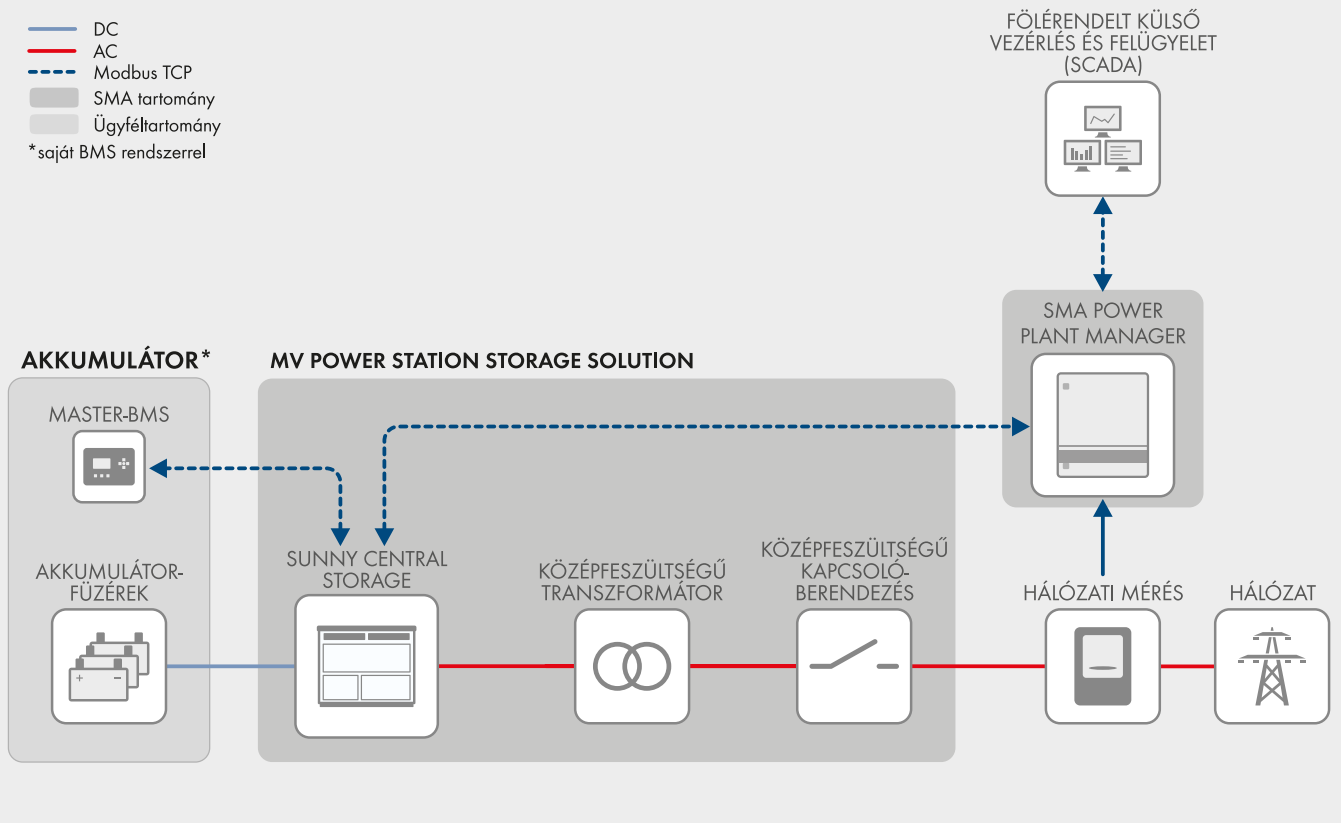 DC
AC
Modbus TCP
SMA tartomány
Ügyféltartomány
*saját BMS rendszerrel
FÖLÉRENDELT KÜLSŐ
VEZÉRLÉS ÉS FELÜGYELET
(SCADA)
SMA POWER
PLANT MANAGER
AKKUMULÁTOR*
MV POWER STATION STORAGE SOLUTION
MASTER-BMS
AKKUMULÁTOR-
FÜZÉREK
SUNNY CENTRAL
STORAGE
KÖZÉPFESZÜLTSÉGŰ
TRANSZFORMÁTOR
KÖZÉPFESZÜLTSÉGŰ
KAPCSOLÓ-
BERENDEZÉS
HÁLÓZATI MÉRÉS
HÁLÓZAT